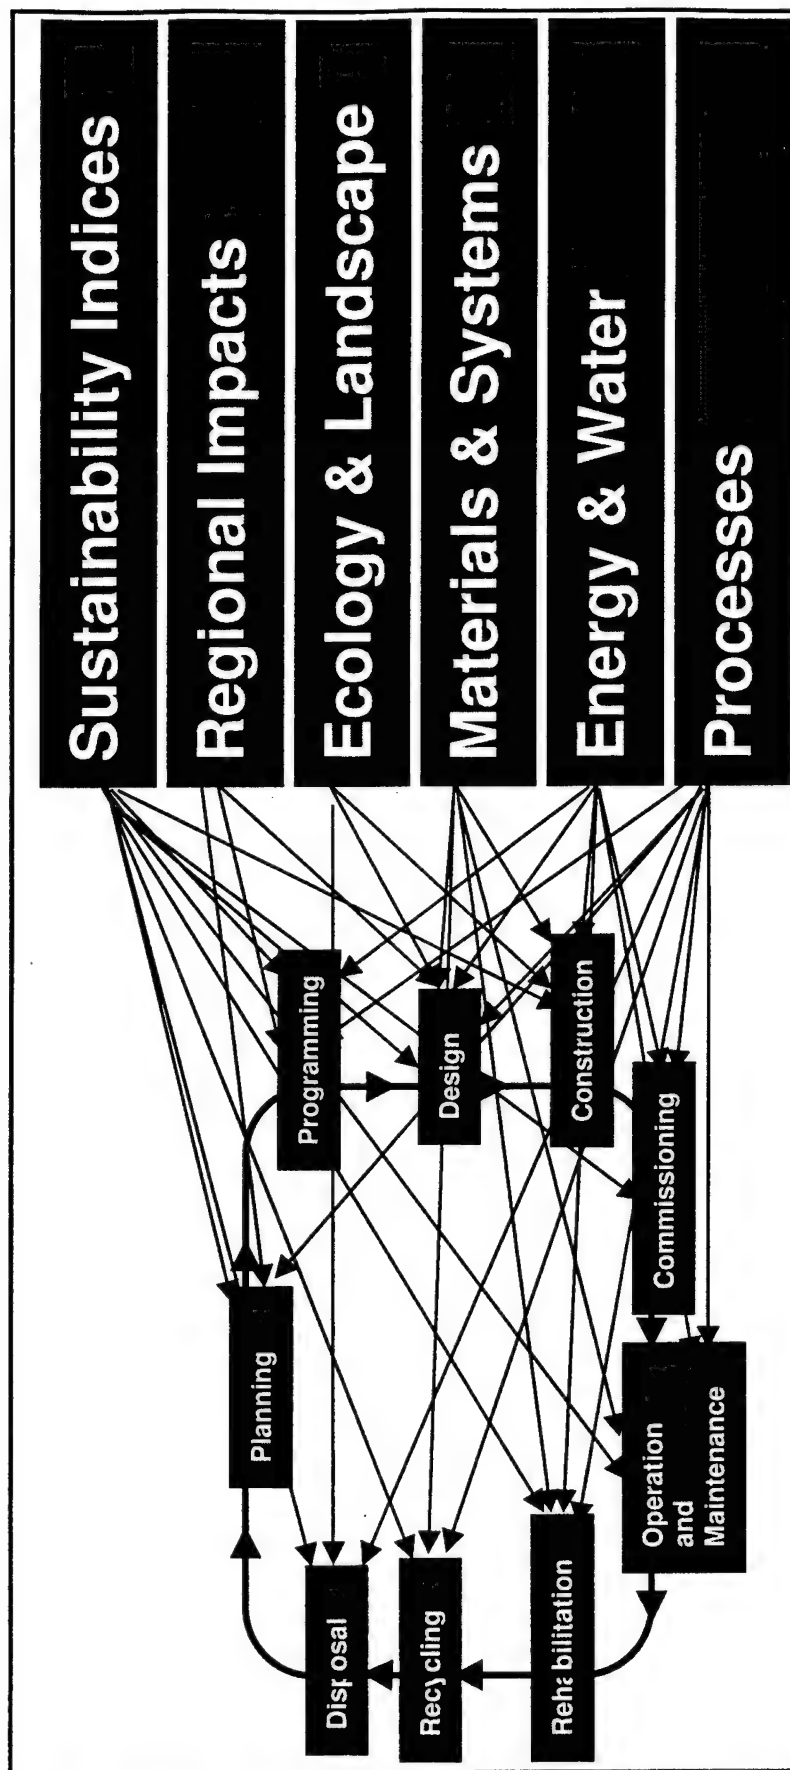 Sustainability Indices
Regional Impacts
Ecology & Landscape
Materials & Systems
Energy & Water
Processes
Planning
Programming
Design
Construction
Commissioning
Operation
and
Maintenance
Rehabilitation
Recycling
Disposal